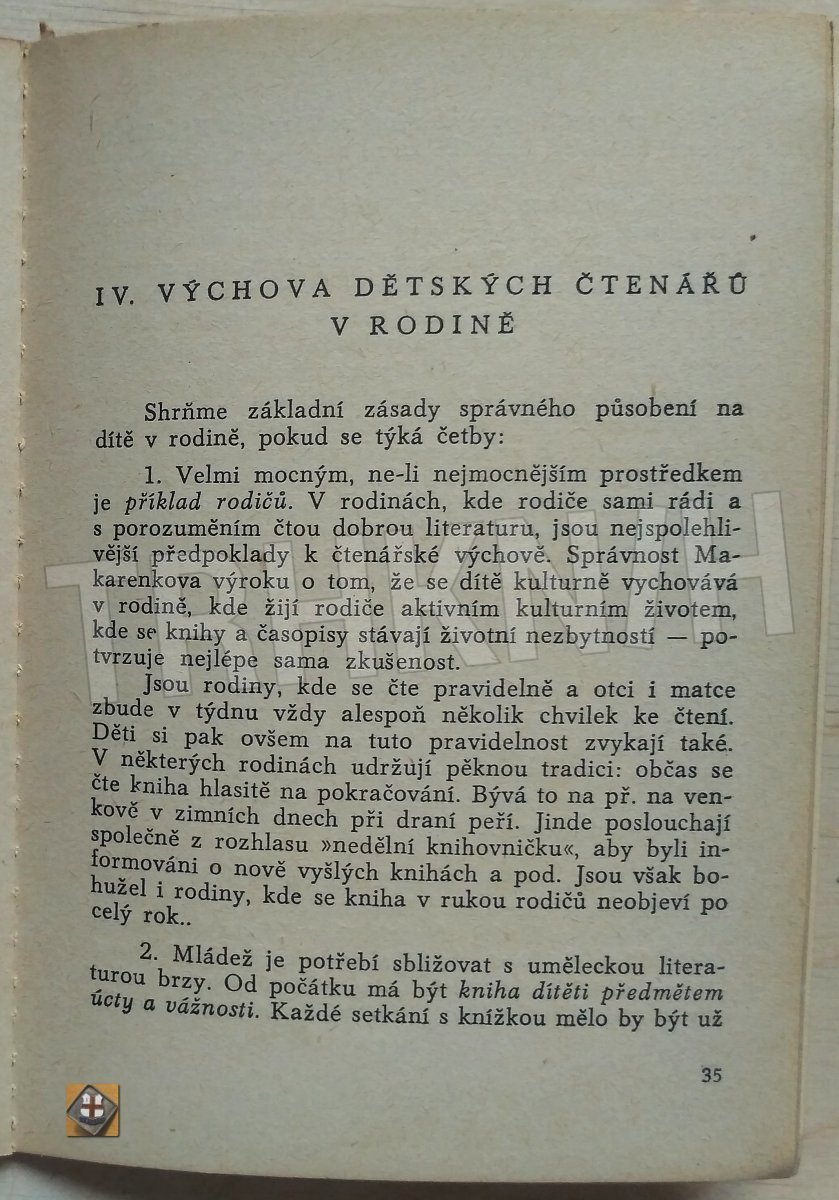 IV. VÝCHOVA DĚTSKÝCH ČTENÁŘŮ
V RODINĚ
Shrňme základní zásady správného působení na
dítě v rodině, pokud se týká četby:
1. Velmi mocným, ne-li nejmocnějším prostředkem
je příklad rodičů. V rodinách, kde rodiče sami rádi a
s porozuměním čtou dobrou literaturu, jsou nejspolehli-
vější předpoklady k čtenářské výchově. Správnost Ma-
karenkova výroku o tom, že se dítě kulturně vychovává
v rodině, kde žijí rodiče aktivním kulturním životem,
kde se knihy a časopisy stávají životní nezbytností — po-
tvrzuje nejlépe sama zkušenost.
Jsou rodiny, kde se čte pravidelně a otci i matce
zbude v týdnu vždy alespoň několik chvilek ke čtení.
Děti si pak ovšem na tuto pravidelnost zvykají také.
V některých rodinách udržují pěknou tradici: občas se
čte kniha hlasitě na pokračování. Bývá to na př. na ven-
kově v zimních dnech při draní peří. Jinde poslouchají
společně z rozhlasu »nedělní knihovničku«, aby byli in-
formováni o nově vyšlých knihách a pod. Jsou však bo-
hužel i rodiny, kde se kniha v rukou rodičů neobjeví po
celý rok..
2. Mládež je potřebí sbližovat s uměleckou litera-
turou brzy. Od počátku má být kniha dítěti předmětem
úcty a vážnosti. Každé setkání s knížkou mělo by být už
35